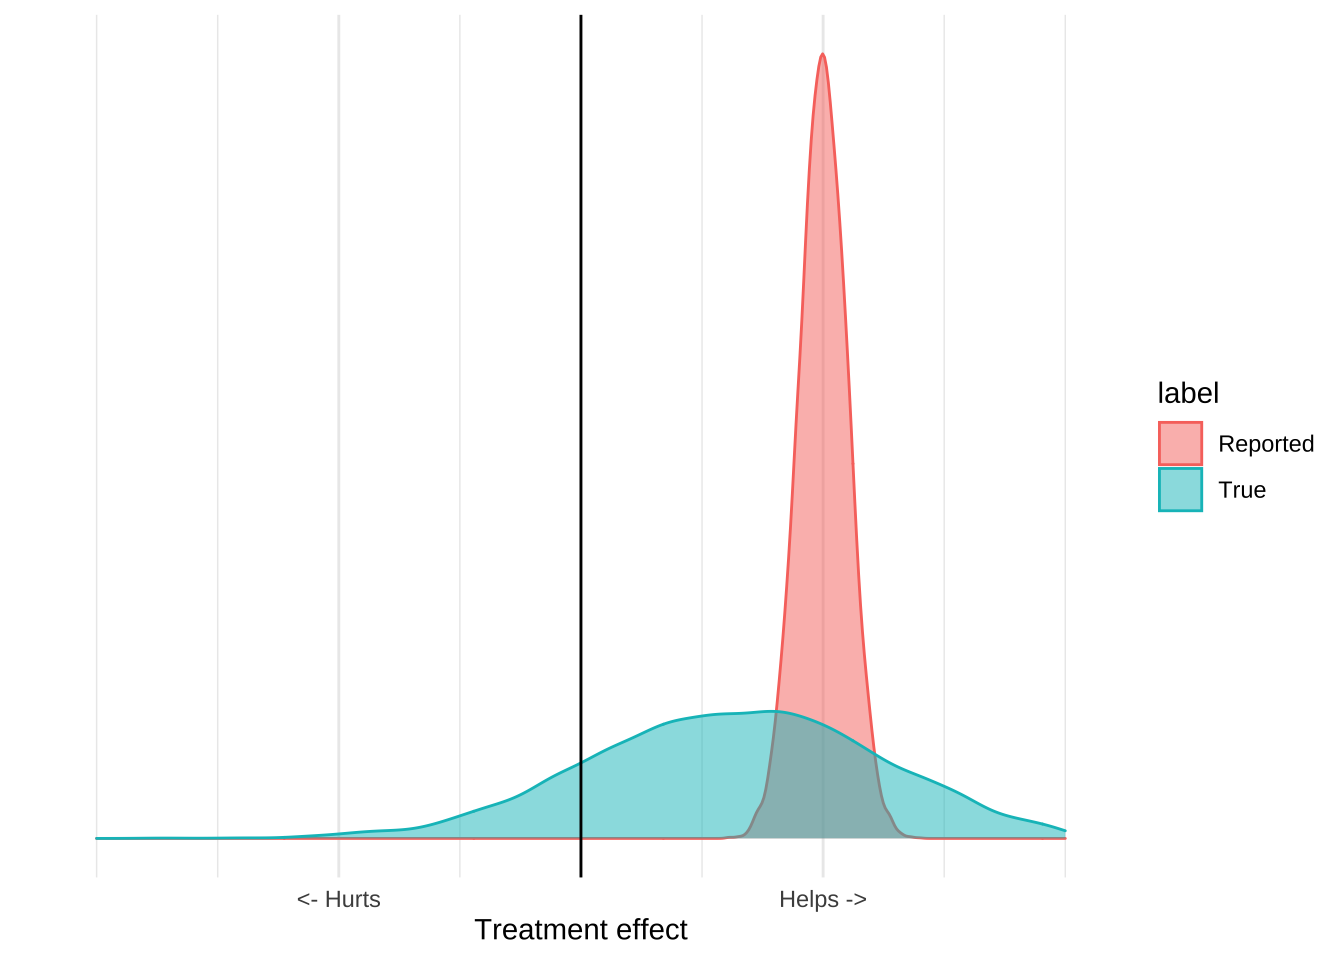 label
Reported
True
<- Hurts
Helps ->
Treatment effect